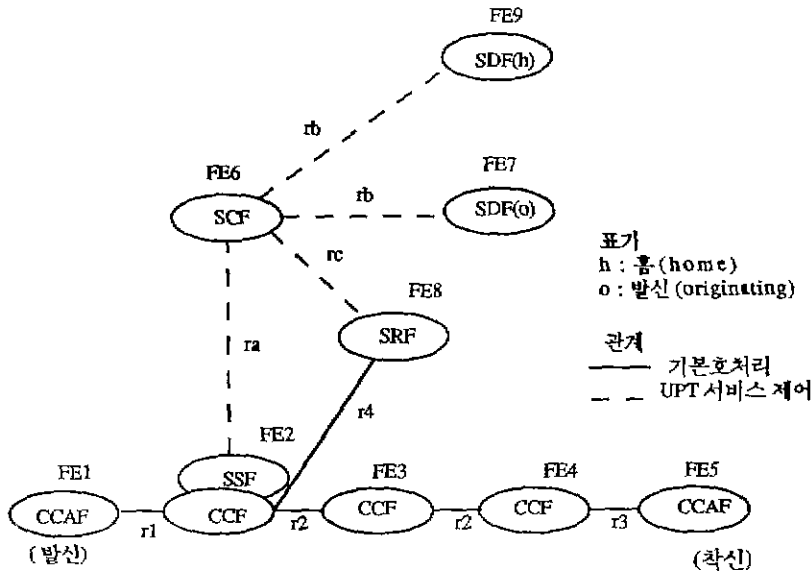 FE9
SDF(h)
rb
FE6
FE7
rb
SCF
SDF(o)
rc
표기
h : 홈 (home)
o : 발신 (originating)
FE8
SRF
관계
기본호처리
UPT 서비스 제어
ra
r4
FE2
SSF
FE1
FE3
FE4
FE5
CCAF
CCF
CCF
CCF
CCAF
r1
r2
r2
r3
(발신)
(착신)